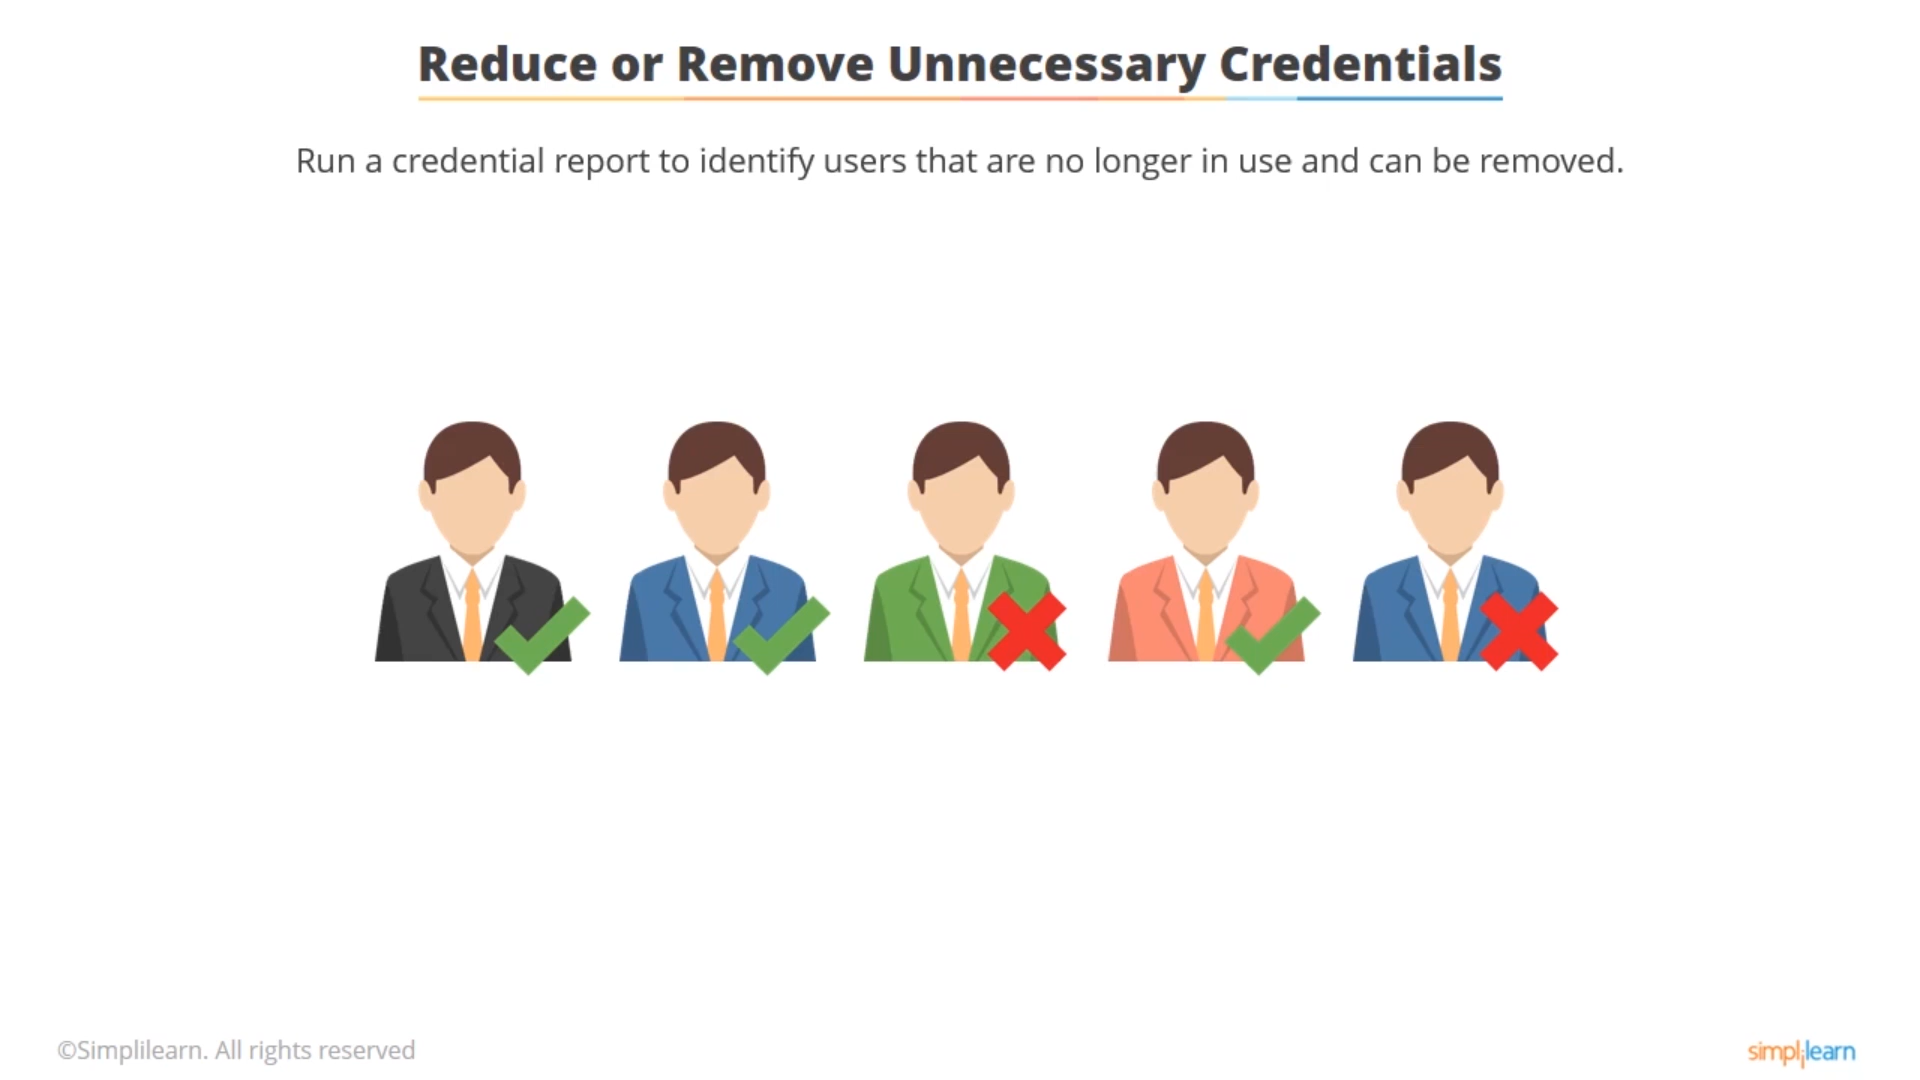 Reduce or Remove Unnecessary Credentials
Run a credential report to identify users that are no longer in use and can be removed.
©Simplilearn. All rights reserved
simplilearn